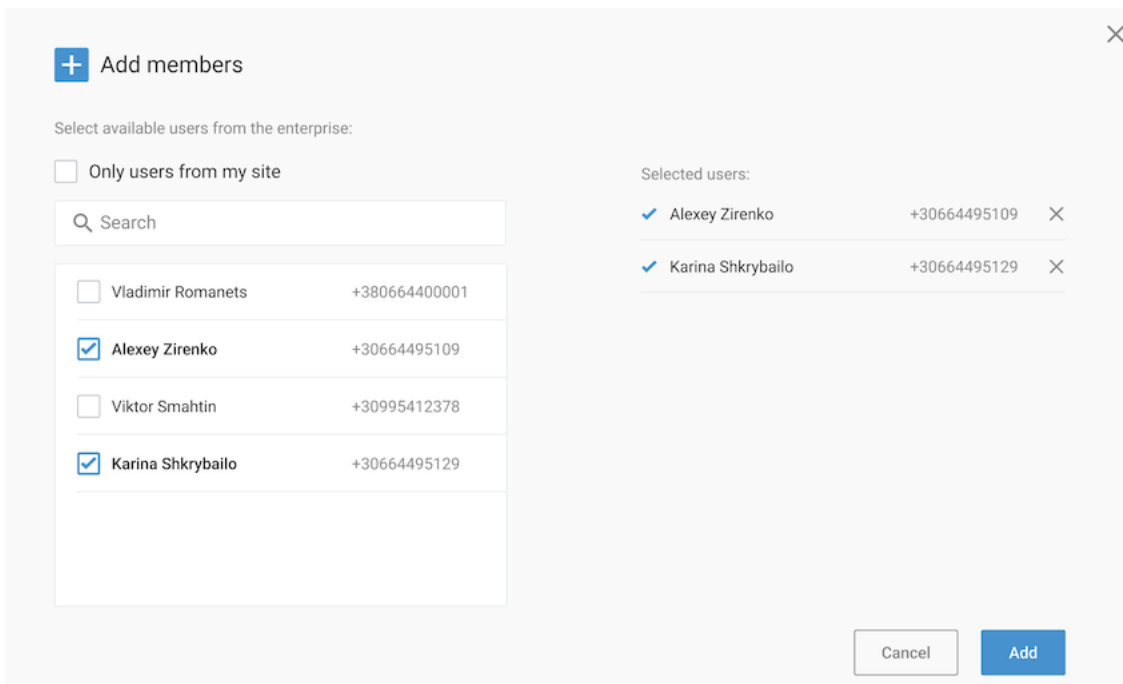 Add members
Select available users from the enterprise:
Only users from my site
Search
Vladimir Romanets +380664400001
Alexey Zirenko +30664495109
Viktor Smahtin +30995412378
Karina Shkrybailo +30664495129
Selected users:
Alexey Zirenko +30664495109
Karina Shkrybailo +30664495129
Cancel
Add